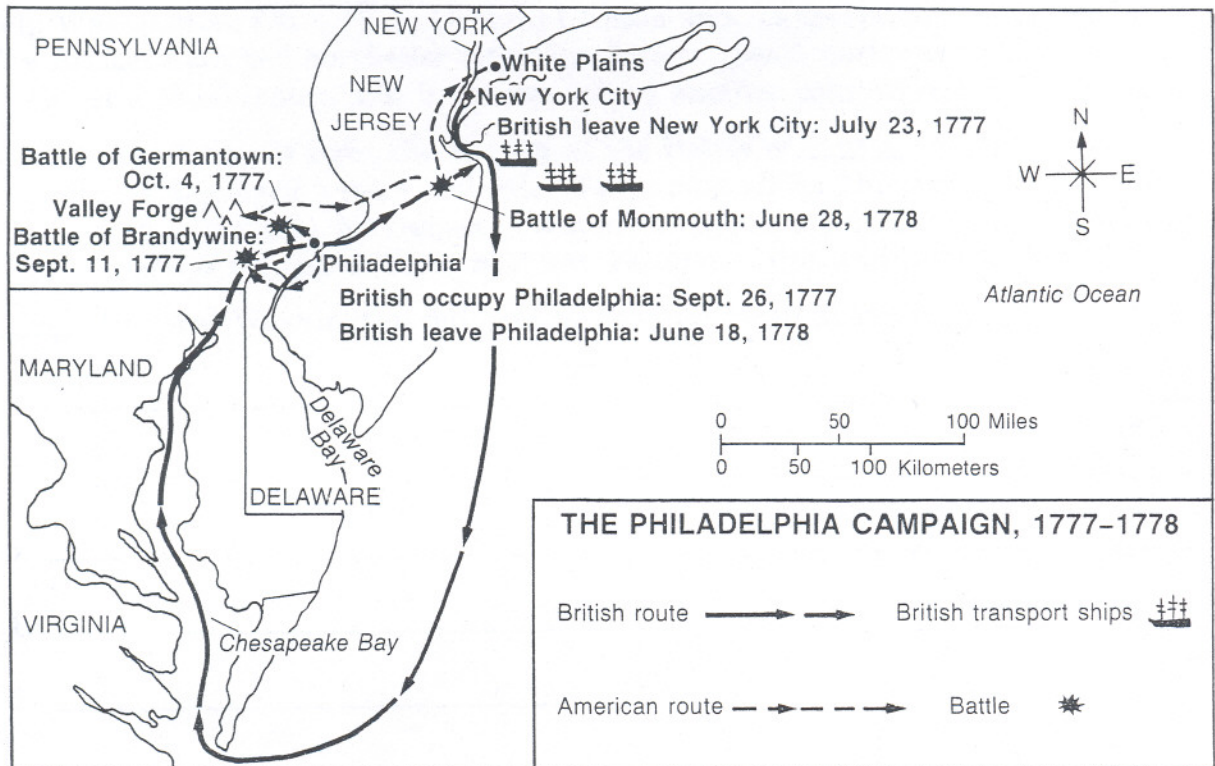 PENNSYLVANIA
NEW YORK
White Plains
NEW
JERSEY
New York City
British leave New York City: July 23, 1777
Battle of Germantown:
Oct. 4, 1777
Valley Forge
Battle of Brandywine:
Sept. 11, 1777
Battle of Monmouth: June 28, 1778
Philadelphia
British occupy Philadelphia: Sept. 26, 1777
British leave Philadelphia: June 18, 1778
N
W E
S
Atlantic Ocean
MARYLAND
Delaware
Bay
DELAWARE
0 50 100 Miles
0 50 100 Kilometers
VIRGINIA
Chesapeake Bay
THE PHILADELPHIA CAMPAIGN, 1777–1778
British route
British transport ships
American route
Battle